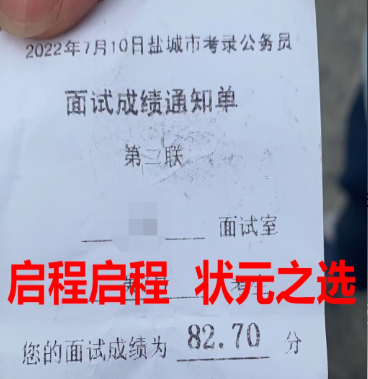 2022年7月10日盐城市考录公务员
面试成绩通知单
第二联
面试室
启程启程 状元之选
您的面试成绩为 82.70 分